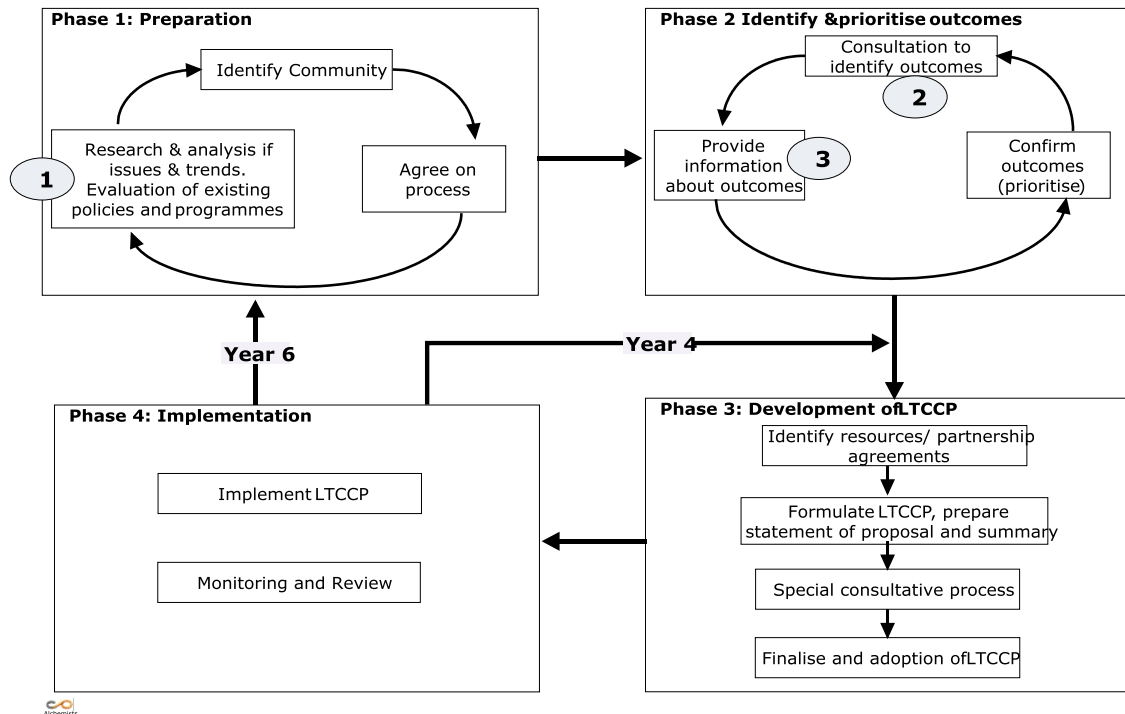 Phase 1: Preparation
Identify Community
Research & analysis if
issues & trends.
Evaluation of existing
policies and programmes
1
Agree on
process
Phase 2 Identify &prioritise outcomes
Consultation to
identify outcomes
2
Provide
information
about outcomes
3
Confirm
outcomes
(prioritise)
Year 6
Year 4
Phase 3: Development ofLTCCP
Identify resources/ partnership
agreements
Formulate LTCCP, prepare
statement of proposal and summary
Special consultative process
Finalise and adoption ofLTCCP
Phase 4: Implementation
Implement LTCCP
Monitoring and Review
Alchemists